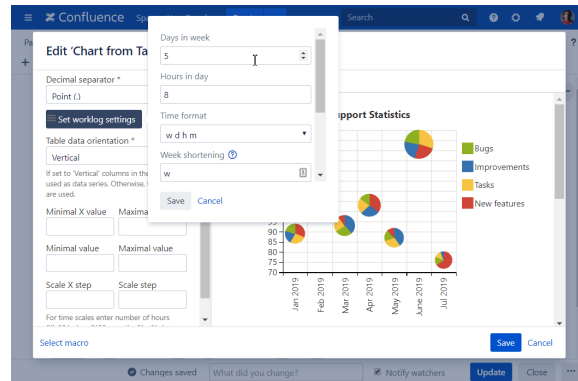 Confluence
Search
Edit 'Chart from Ta
Decimal separator *
Point (.)
Set worklog settings
Table data orientation *
Vertical
If set to 'Vertical' columns in the
used as data series. Otherwise,
are used.
Minimal X value
Maxima
Minimal value
Maximal value
Scale X step
Scale step
For time scales enter number of hours
Days in week
5
Hours in day
8
Time format
w d h m
Week shortening
w
Save
Cancel
pport Statistics
90
85
80
75
70
Jan 2019
Feb 2019
Mar 2019
Apr 2019
May 2019
June 2019
Jul 2019
Bugs
Improvements
Tasks
New features
Select macro
Save
Cancel
Changes saved
What did you change?
Notify watchers
Update
Close